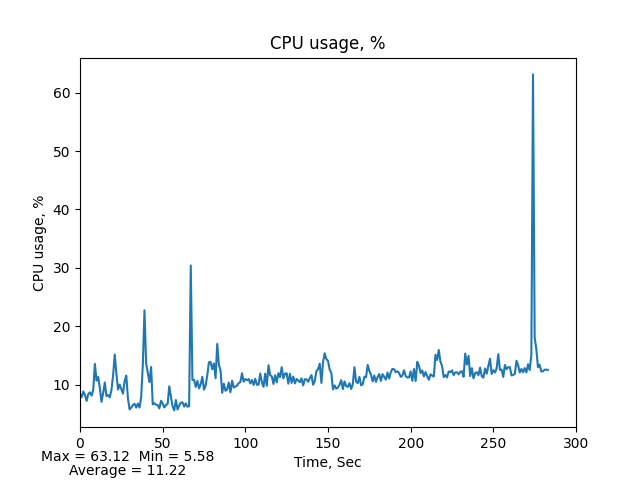 CPU usage, %
CPU usage, %
60
50
40
30
20
10
0 50 100 150 200 250 300
Time, Sec
Max = 63.12 Min = 5.58
Average = 11.22